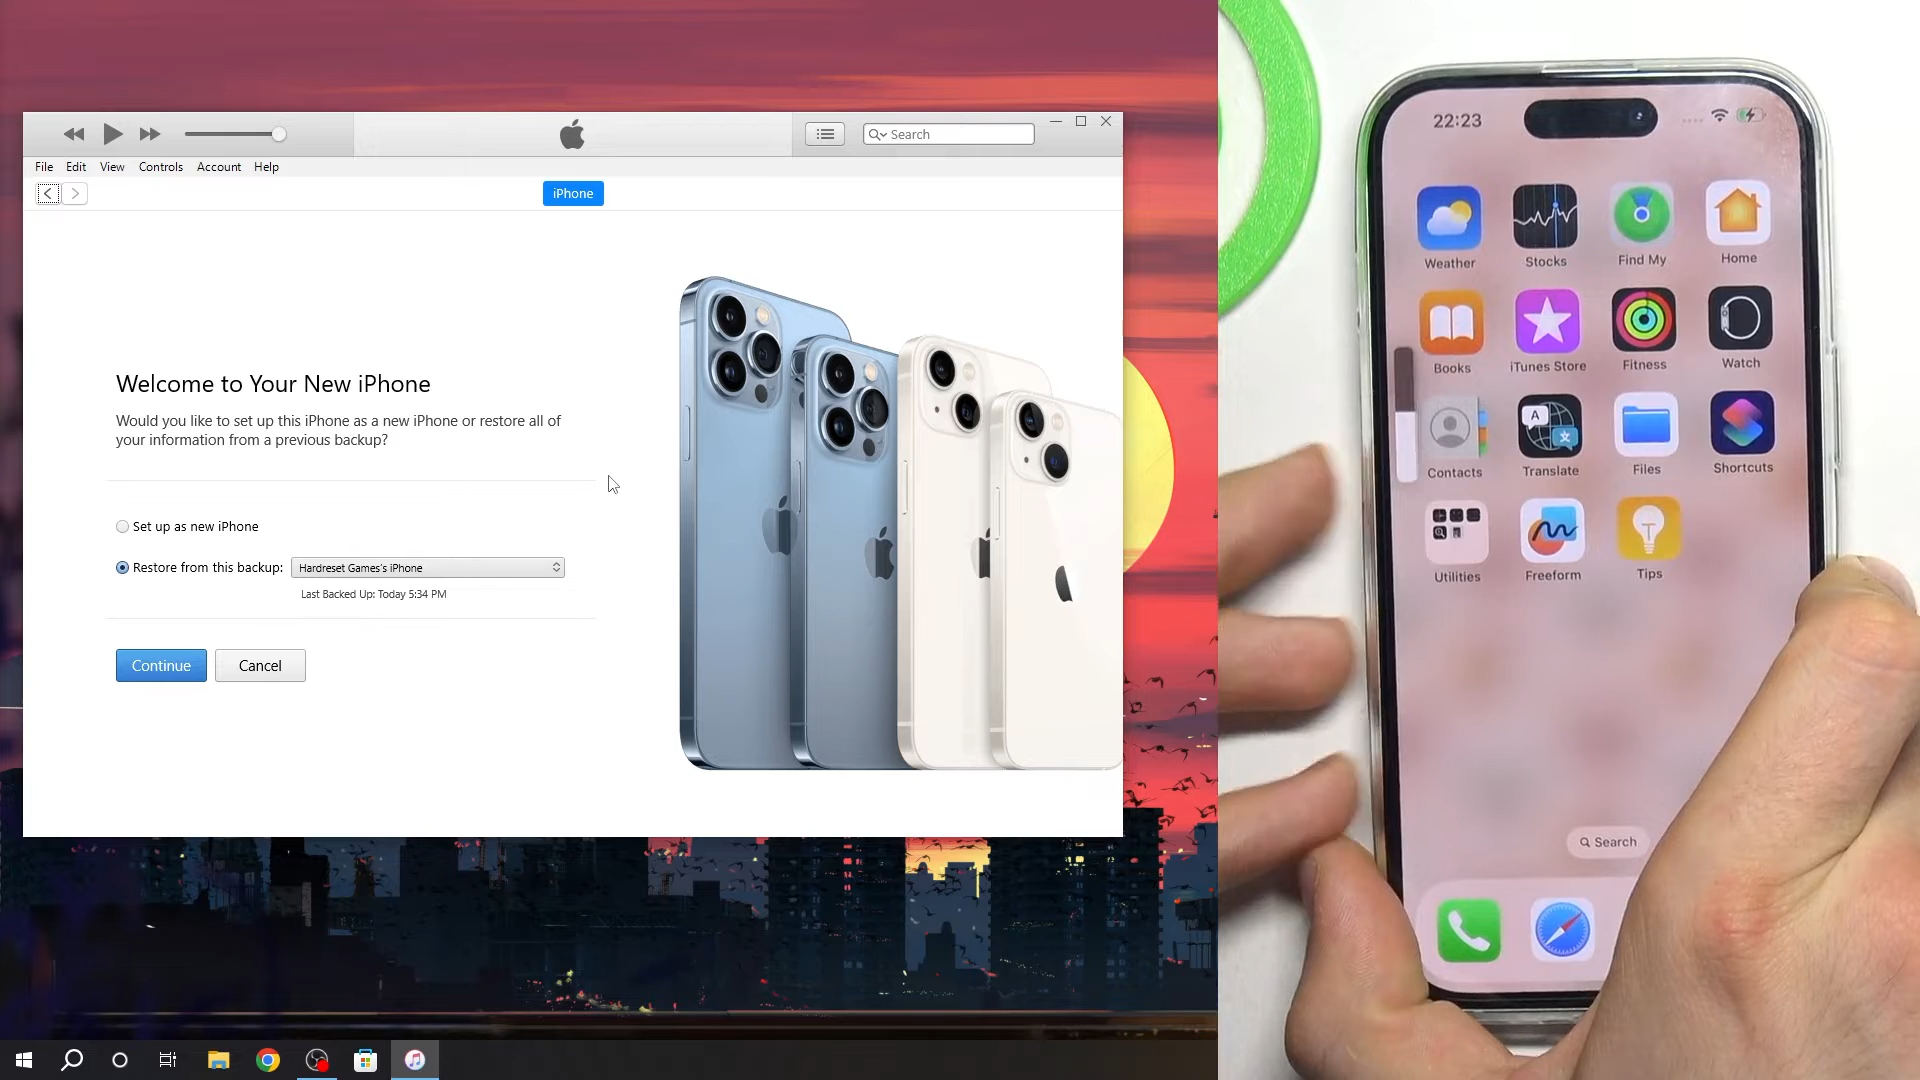 Search
File Edit View Controls Account Help
iPhone
Welcome to Your New iPhone
Would you like to set up this iPhone as a new iPhone or restore all of
your information from a previous backup?
Set up as new iPhone
Restore from this backup: Hardreset Games's iPhone
Last Backed Up: Today 5:34 PM
Continue Cancel
22:23
Weather Stocks Find My Home
Books iTunes Store Fitness Watch
Contacts Translate Files Shortcuts
Utilities Freeform Tips
Search